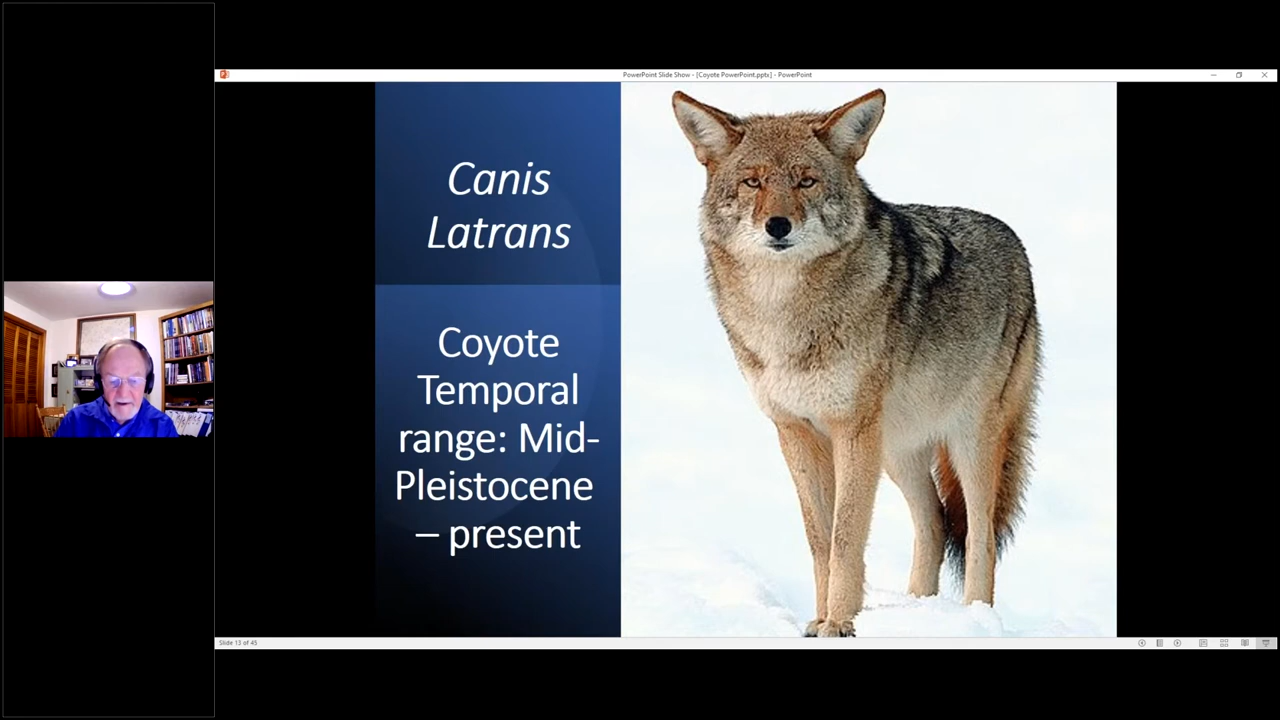 PowerPoint Slide Show - [Coyote PowerPoint.pptx] - PowerPoint
Canis
Latrans
Coyote
Temporal
range: Mid-
Pleistocene
– present
Slide 13 of 45